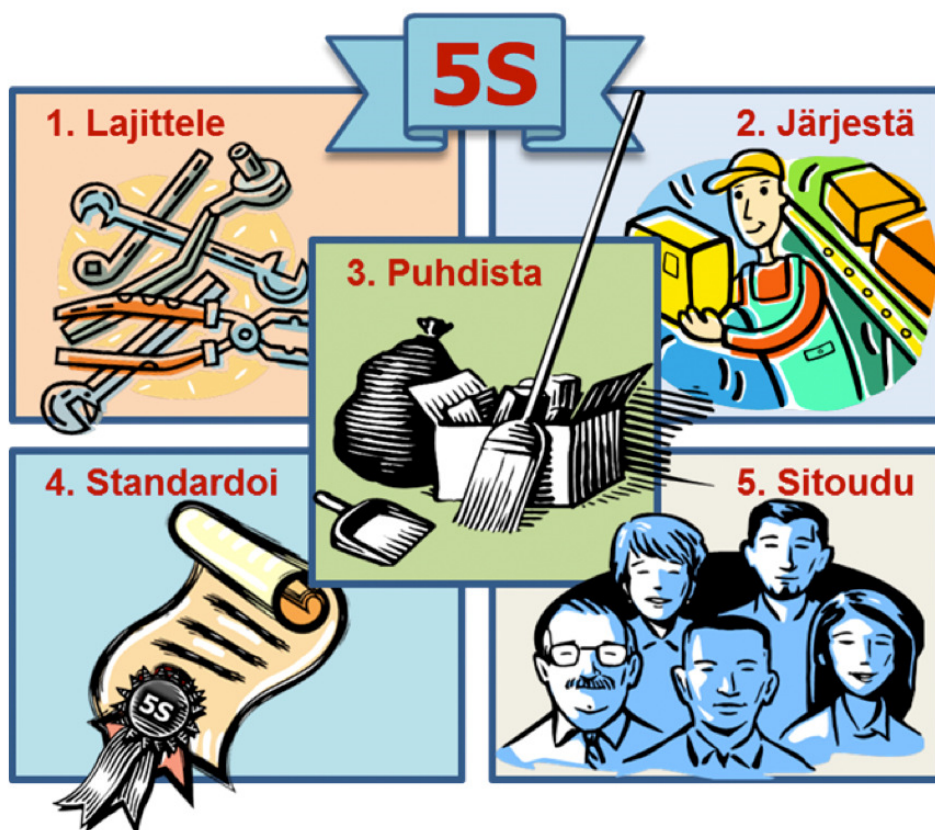 5S
1. Lajittele
2. Järjestä
3. Puhdista
4. Standardoi
5S
5. Sitoudu